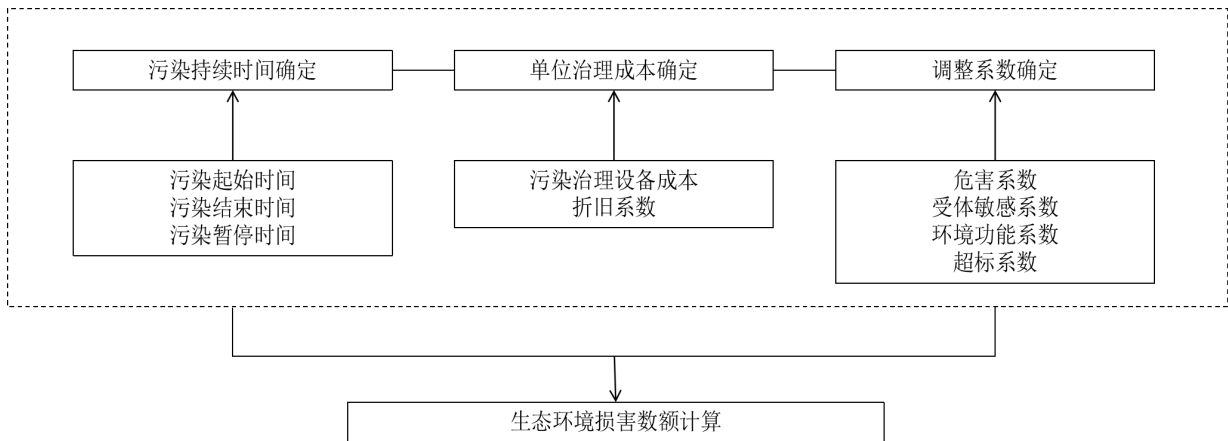 污染持续时间确定
单位治理成本确定
调整系数确定
污染起始时间
污染结束时间
污染暂停时间
污染治理设备成本
折旧系数
危害系数
受体敏感系数
环境功能系数
超标系数
生态环境损害数额计算